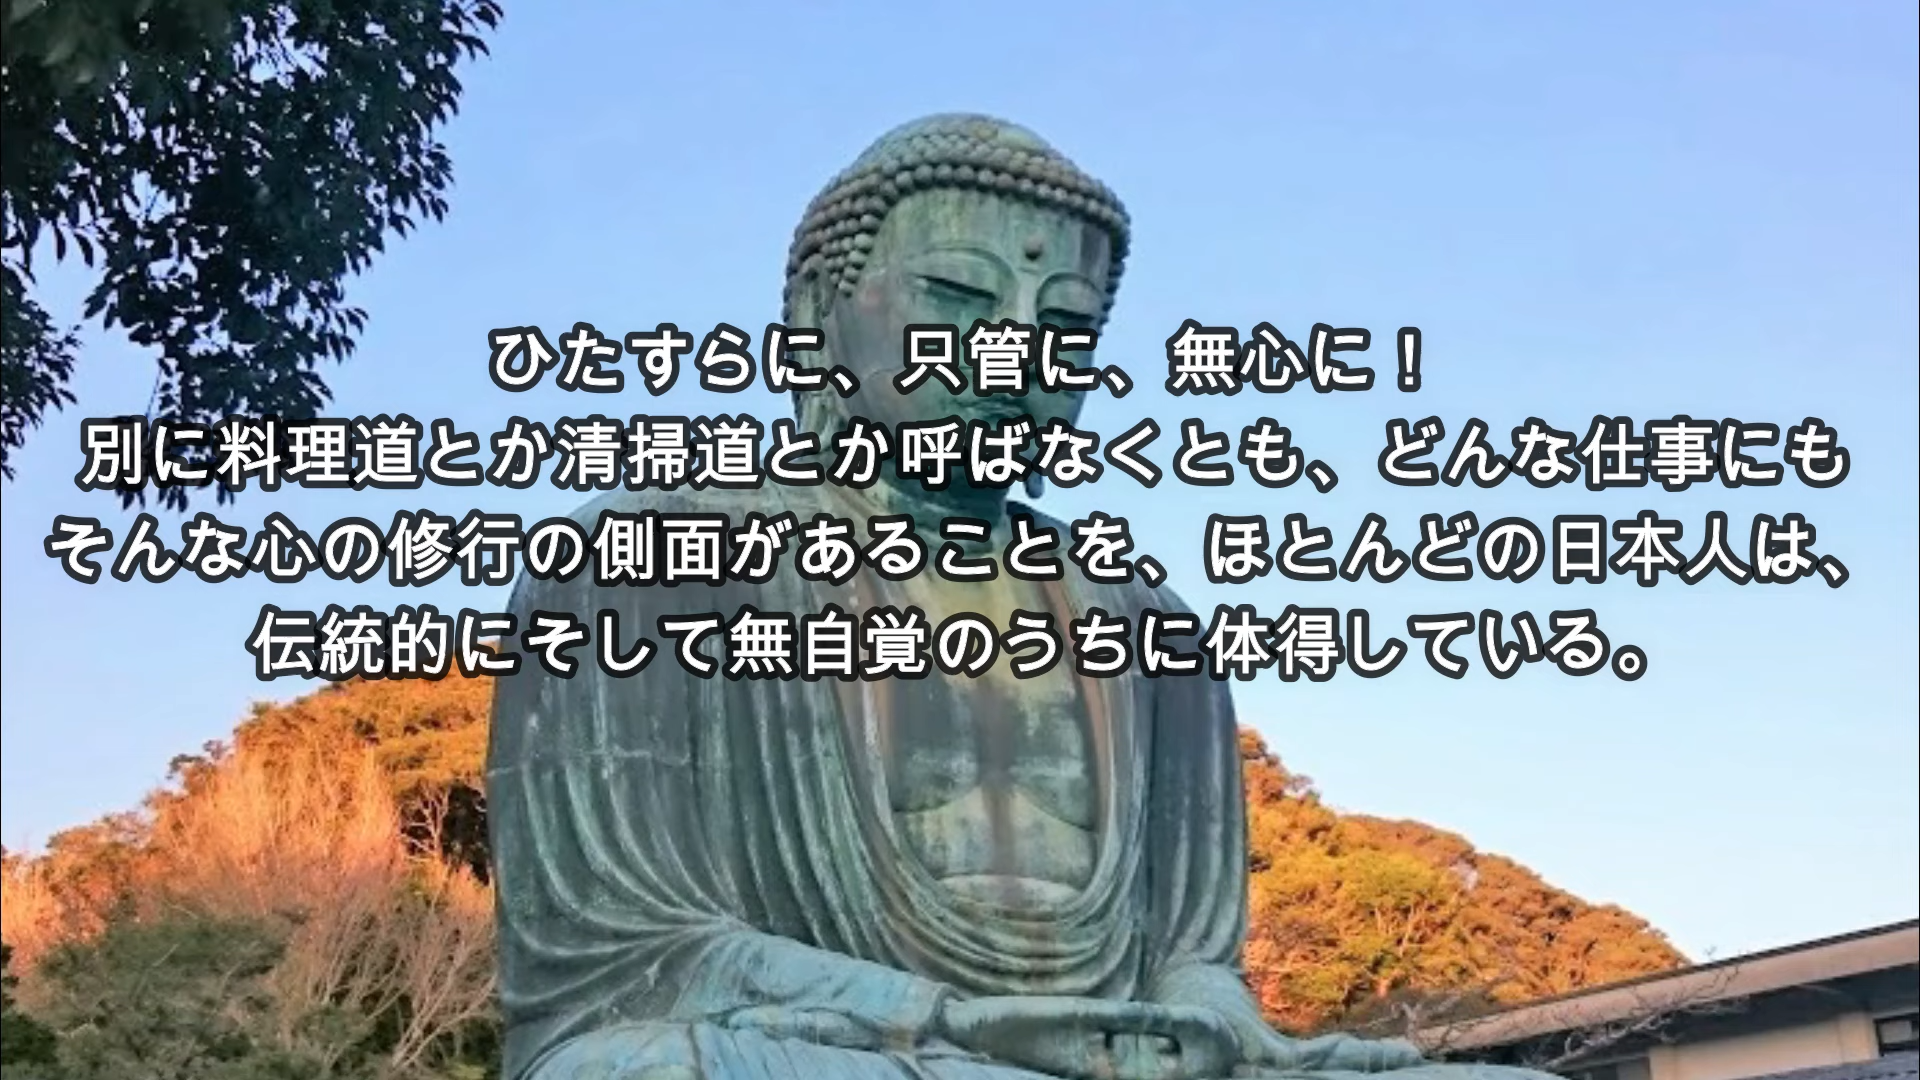 ひたすらに、只管に、無心に！
別に料理道とか清掃道とか呼ばなくとも、どんな仕事にも
そんな心の修行の側面があることを、ほとんどの日本人は、
伝統的にそして無自覚のうちに体得している。